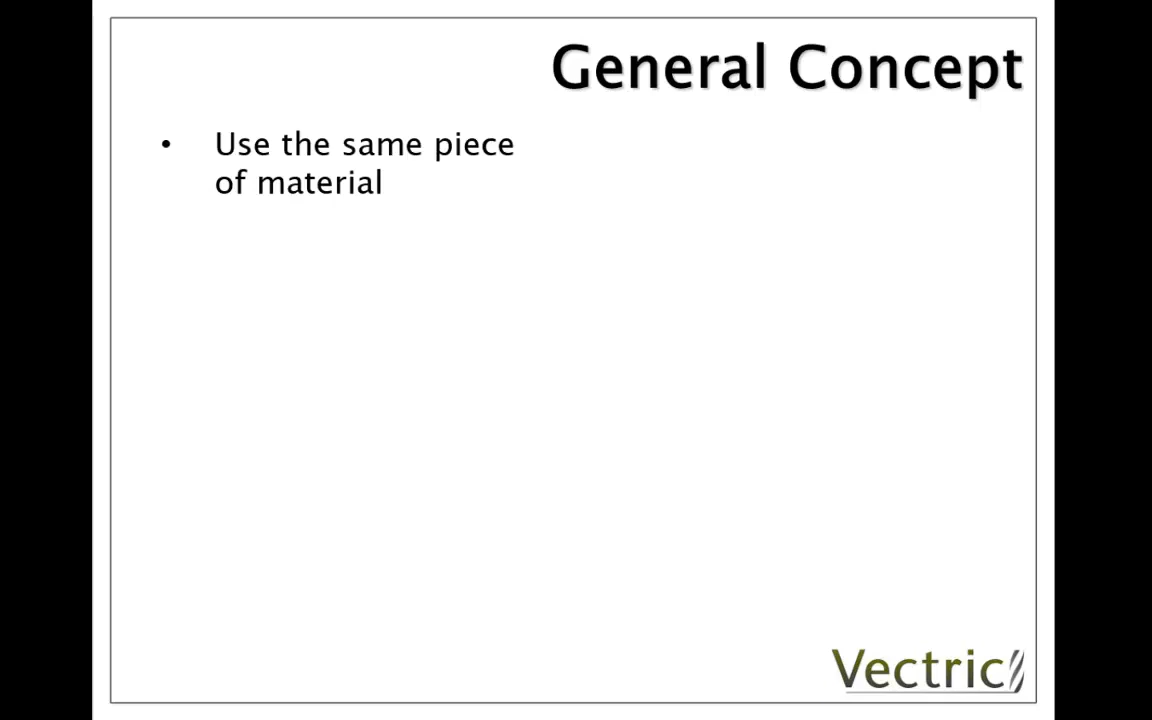 General Concept
• Use the same piece
of material
Vectric